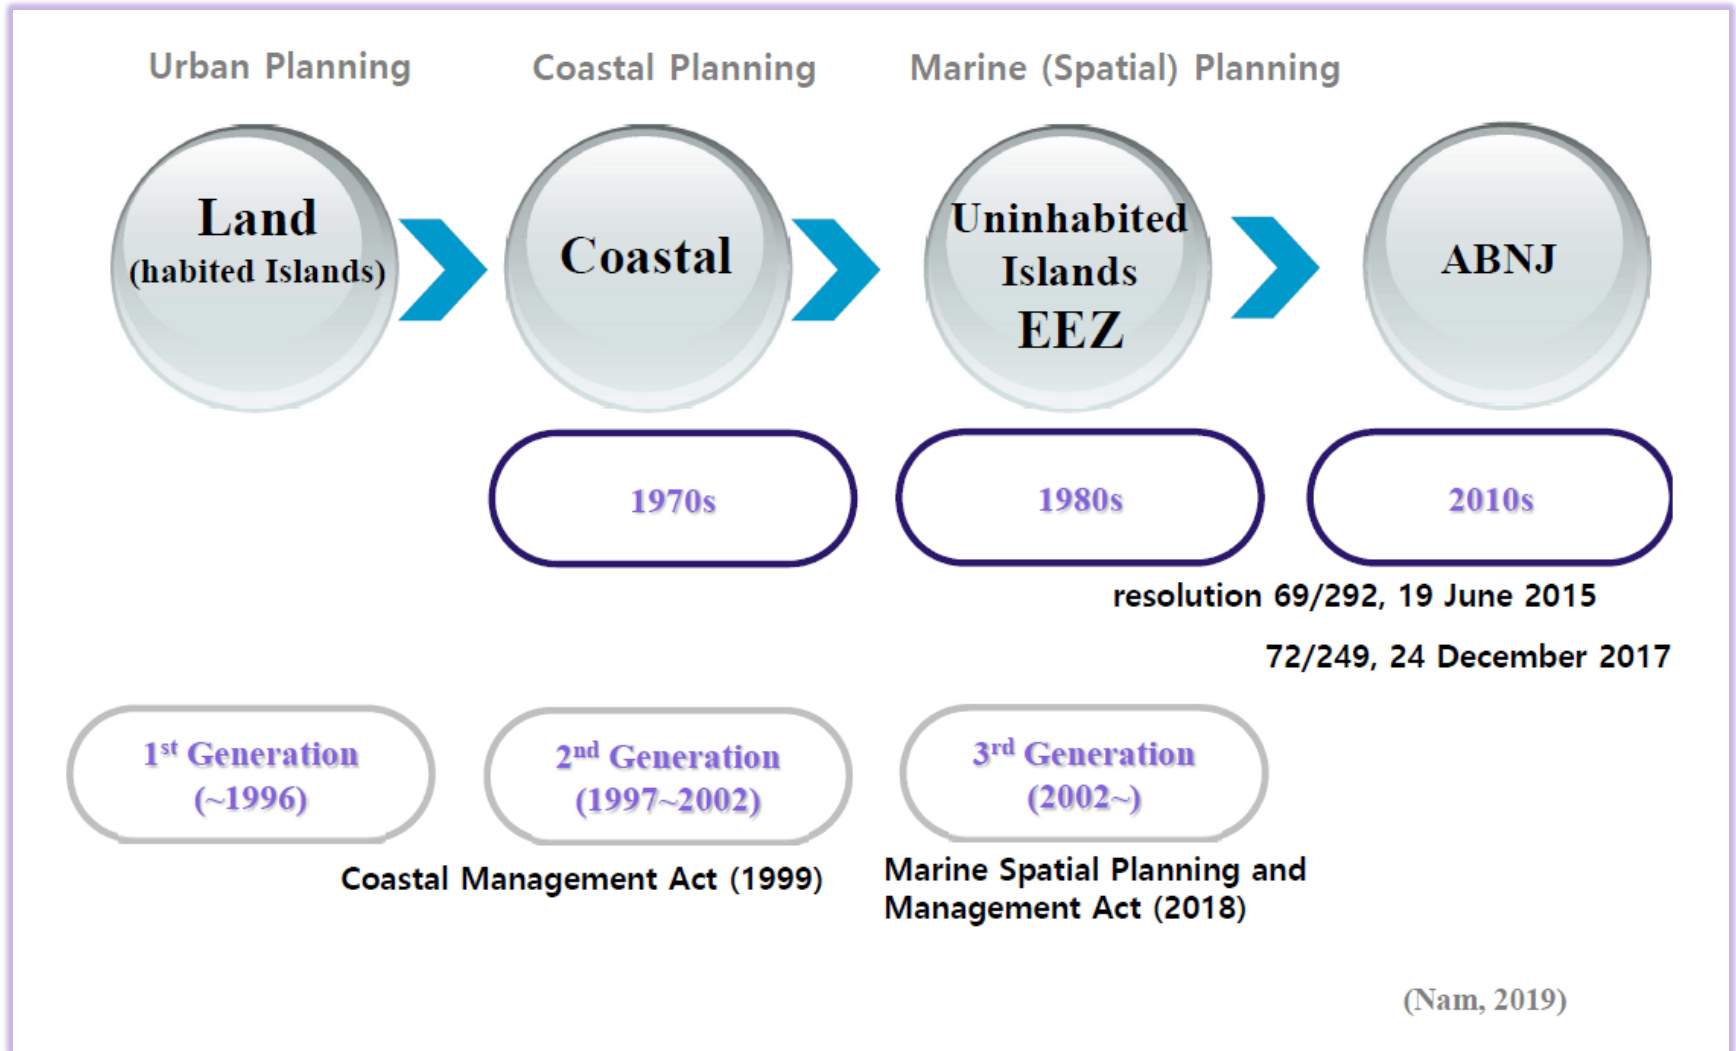 Urban Planning
Coastal Planning
Marine (Spatial) Planning
Land
(habited Islands)
Coastal
Uninhabited
Islands
EEZ
ABNJ
1970s
1980s
2010s
resolution 69/292, 19 June 2015
72/249, 24 December 2017
1st Generation
(~1996)
2nd Generation
(1997~2002)
3rd Generation
(2002~)
Coastal Management Act (1999)
Marine Spatial Planning and
Management Act (2018)
(Nam, 2019)